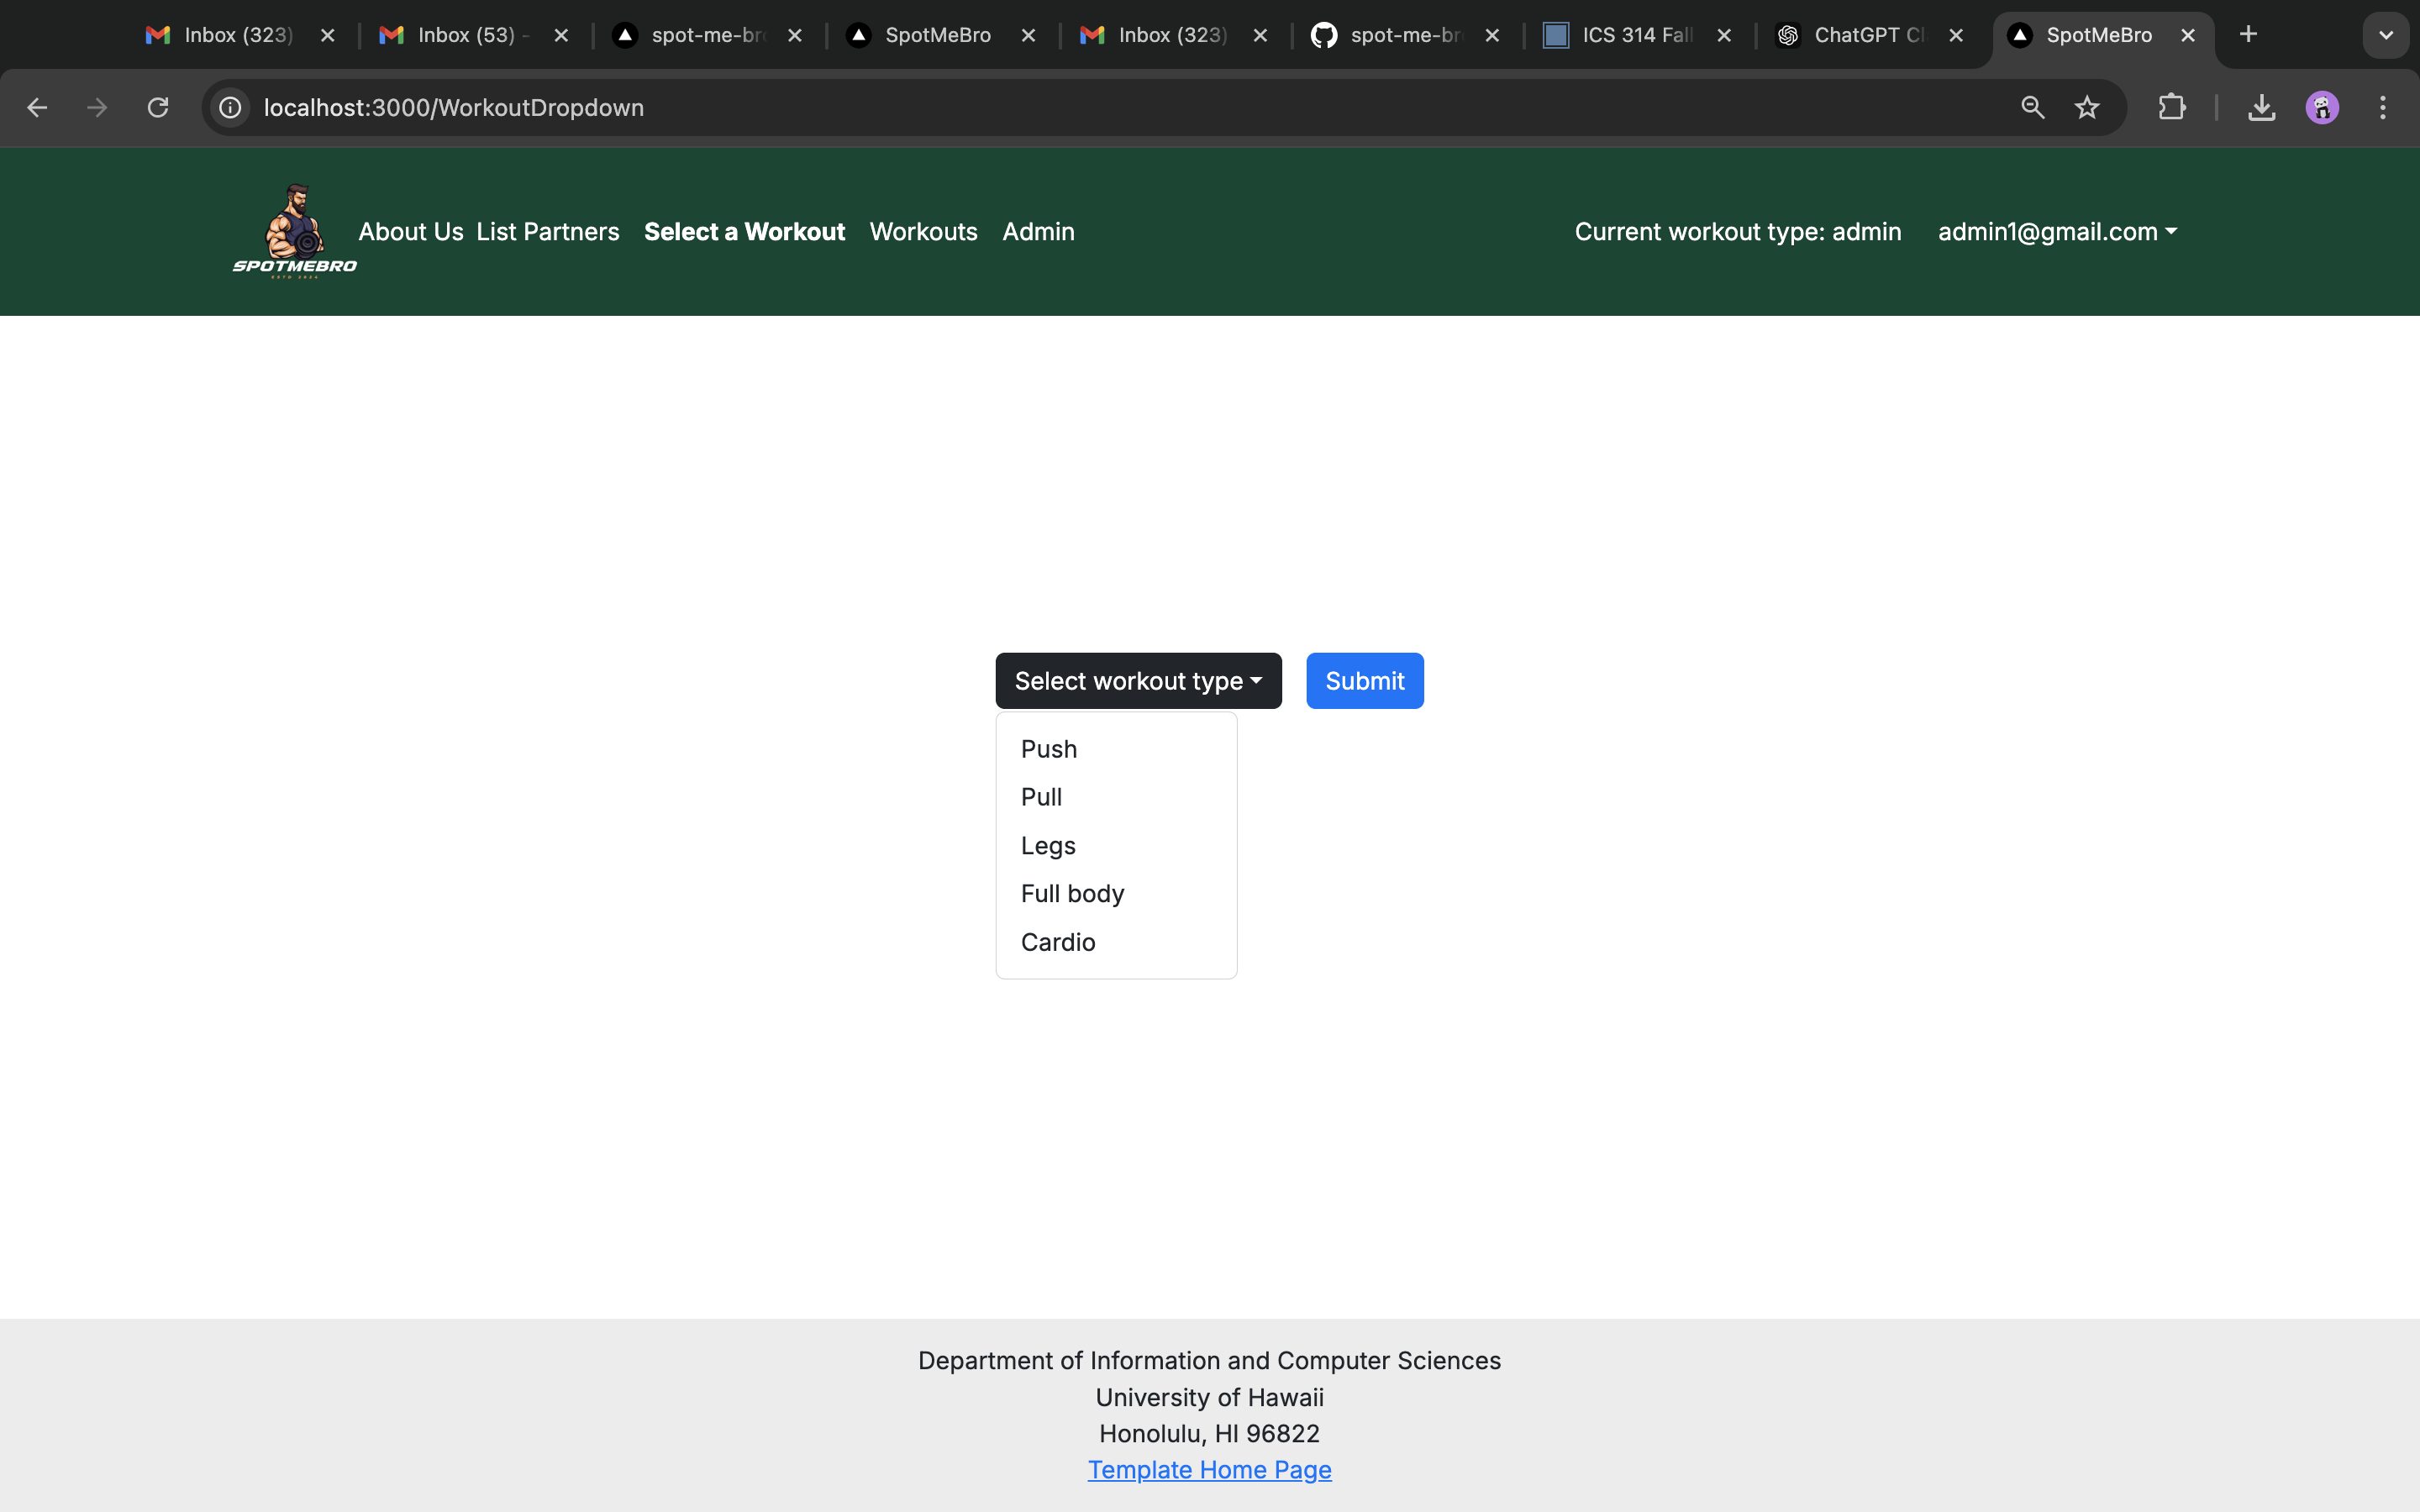 Inbox (323)
Inbox (53) -
spot-me-br
SpotMeBro
Inbox (323)
spot-me-br
ICS 314 Fall
ChatGPT Cl
SpotMeBro
localhost:3000/WorkoutDropdown
SPOTMEBRO
About Us List Partners Select a Workout Workouts Admin
Current workout type: admin admin1@gmail.com
Select workout type Submit
Push
Pull
Legs
Full body
Cardio
Department of Information and Computer Sciences
University of Hawaii
Honolulu, HI 96822
Template Home Page